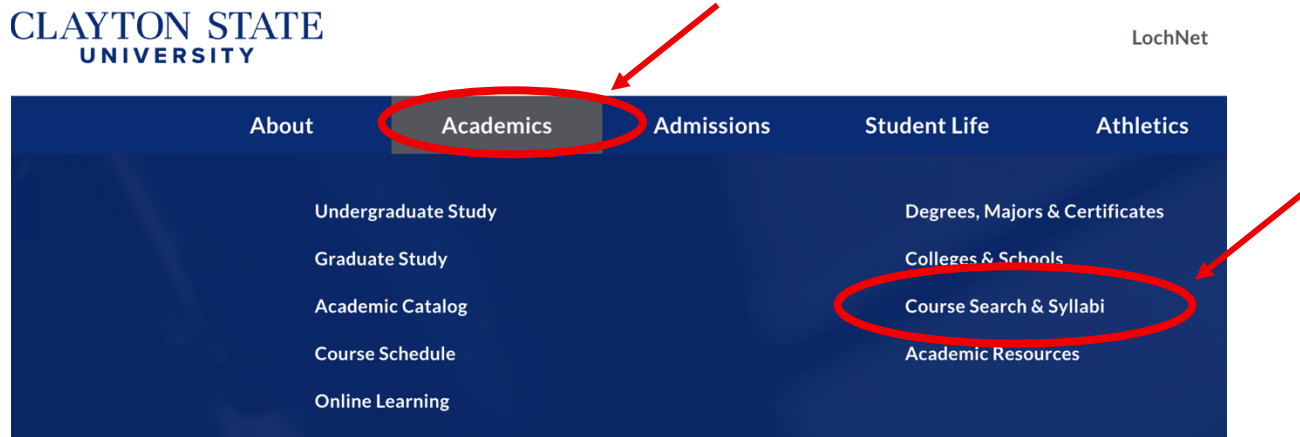 CLAYTON STATE
UNIVERSITY
LochNet
About Academics Admissions Student Life Athletics
Undergraduate Study
Graduate Study
Academic Catalog
Course Schedule
Online Learning
Degrees, Majors & Certificates
Colleges & Schools
Course Search & Syllabi
Academic Resources